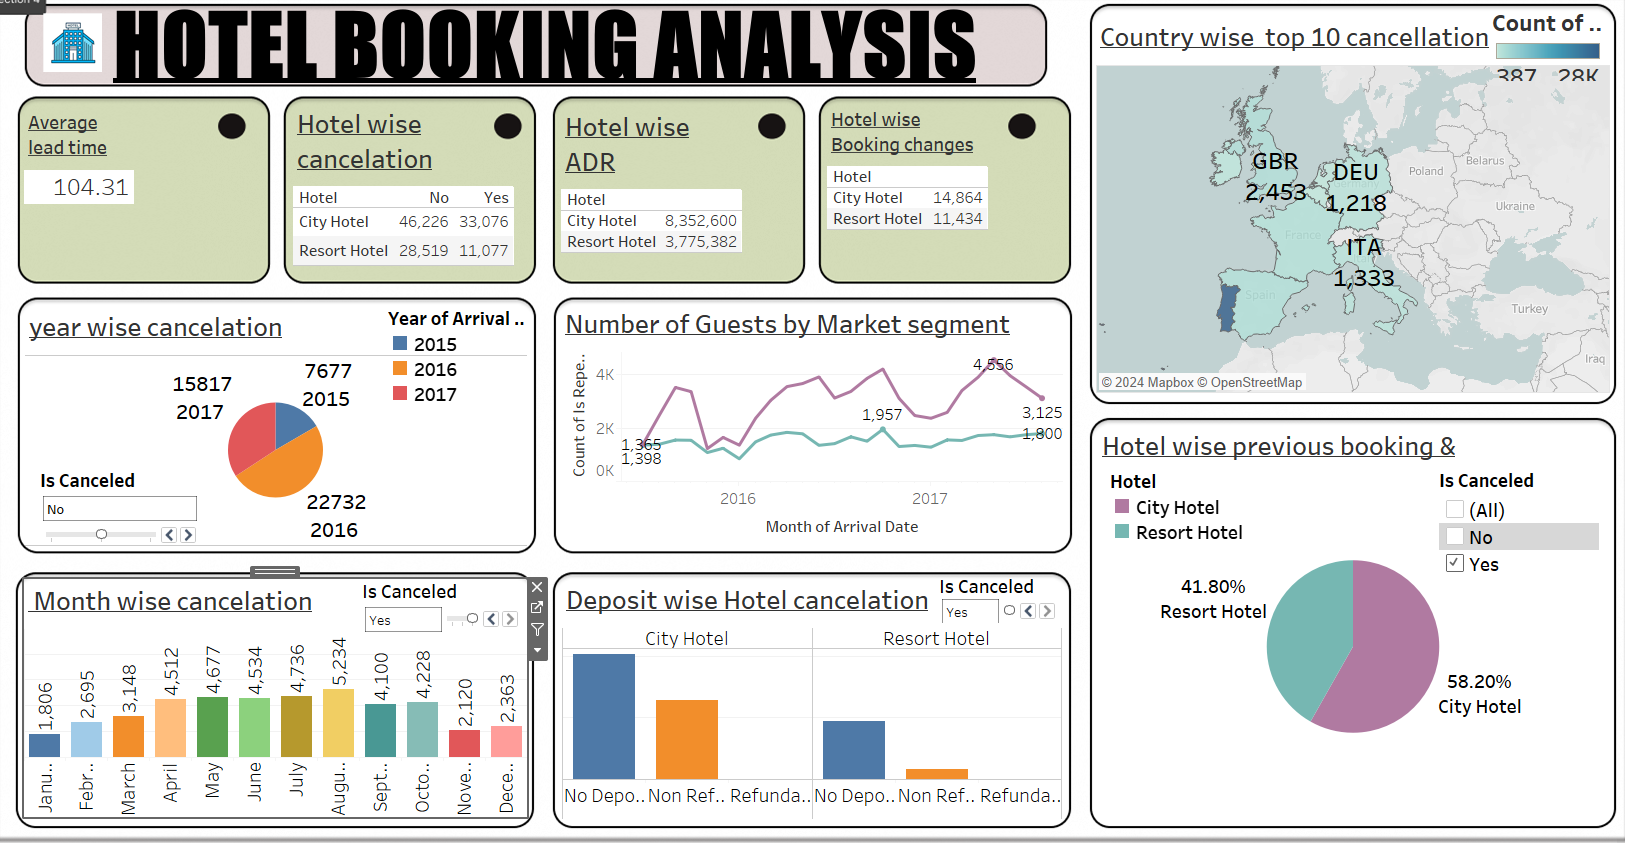 HOTEL BOOKING ANALYSIS
Average
lead time
104.31
Hotel wise
cancelation
Hotel No Yes
City Hotel 46,226 33,076
Resort Hotel 28,519 11,077
Hotel wise
ADR
Hotel
City Hotel 8,352,600
Resort Hotel 3,775,382
Hotel wise
Booking changes
Hotel
City Hotel 14,864
Resort Hotel 11,434
Country wise top 10 cancellation
Count of ..
387 28K
GBR
2,453
DEU
1,218
ITA
1,333
Germany
France
Spain
Poland
Belarus
Ukraine
Turkey
Iraq
© 2024 Mapbox © OpenStreetMap
year wise cancelation
Year of Arrival ..
2015
2016
2017
15817
2017
7677
2015
22732
2016
Is Canceled
No
Number of Guests by Market segment
Count of Is Repe..
4K
2K
0K
1,365
1,398
1,957
4,556
3,125
1,800
2016 2017
Month of Arrival Date
Hotel wise previous booking &
Hotel
City Hotel
Resort Hotel
Is Canceled
(All)
No
Yes
41.80%
Resort Hotel
58.20%
City Hotel
Month wise cancelation
Is Canceled
Yes
1,806 2,695 3,148 4,512 4,677 4,534 4,736 5,234 4,100 4,228 2,120 2,363
Janu.. Febr.. March April May June July Augu.. Sept.. Octo.. Nove.. Dece..
Deposit wise Hotel cancelation
Is Canceled
Yes
City Hotel Resort Hotel
No Depo.. Non Ref.. Refunda.. No Depo.. Non Ref.. Refunda..